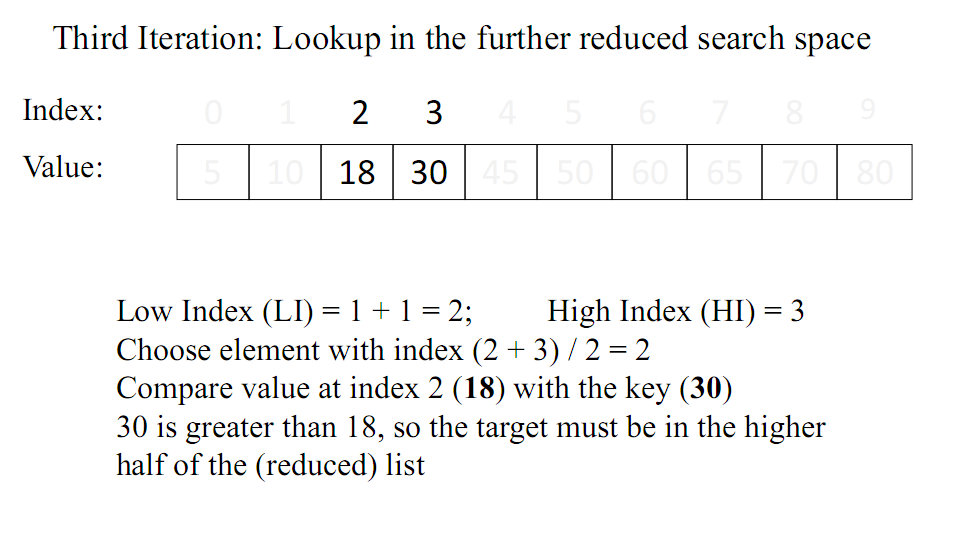 Third Iteration: Lookup in the further reduced search space
Index: 0 1 2 3 4 5 6 7 8 9
Value: 5 10 18 30 45 50 60 65 70 80
Low Index (LI) = 1 + 1 = 2; High Index (HI) = 3
Choose element with index (2 + 3) / 2 = 2
Compare value at index 2 (18) with the key (30)
30 is greater than 18, so the target must be in the higher
half of the (reduced) list